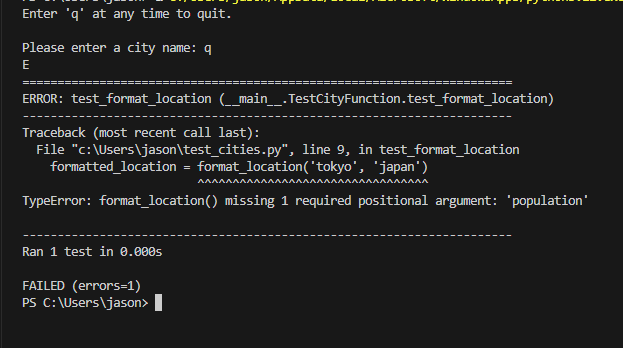 Enter 'q' at any time to quit.
Please enter a city name: q
E
======================================================================
ERROR: test_format_location (__main__.TestCityFunction.test_format_location)
----------------------------------------------------------------------
Traceback (most recent call last):
  File "c:\Users\jason\test_cities.py", line 9, in test_format_location
    formatted_location = format_location('tokyo', 'japan')
                         ^^^^^^^^^^^^^^^^^^^^^^^^^^^^^^^^^
TypeError: format_location() missing 1 required positional argument: 'population'
----------------------------------------------------------------------
Ran 1 test in 0.000s
FAILED (errors=1)
PS C:\Users\jason>